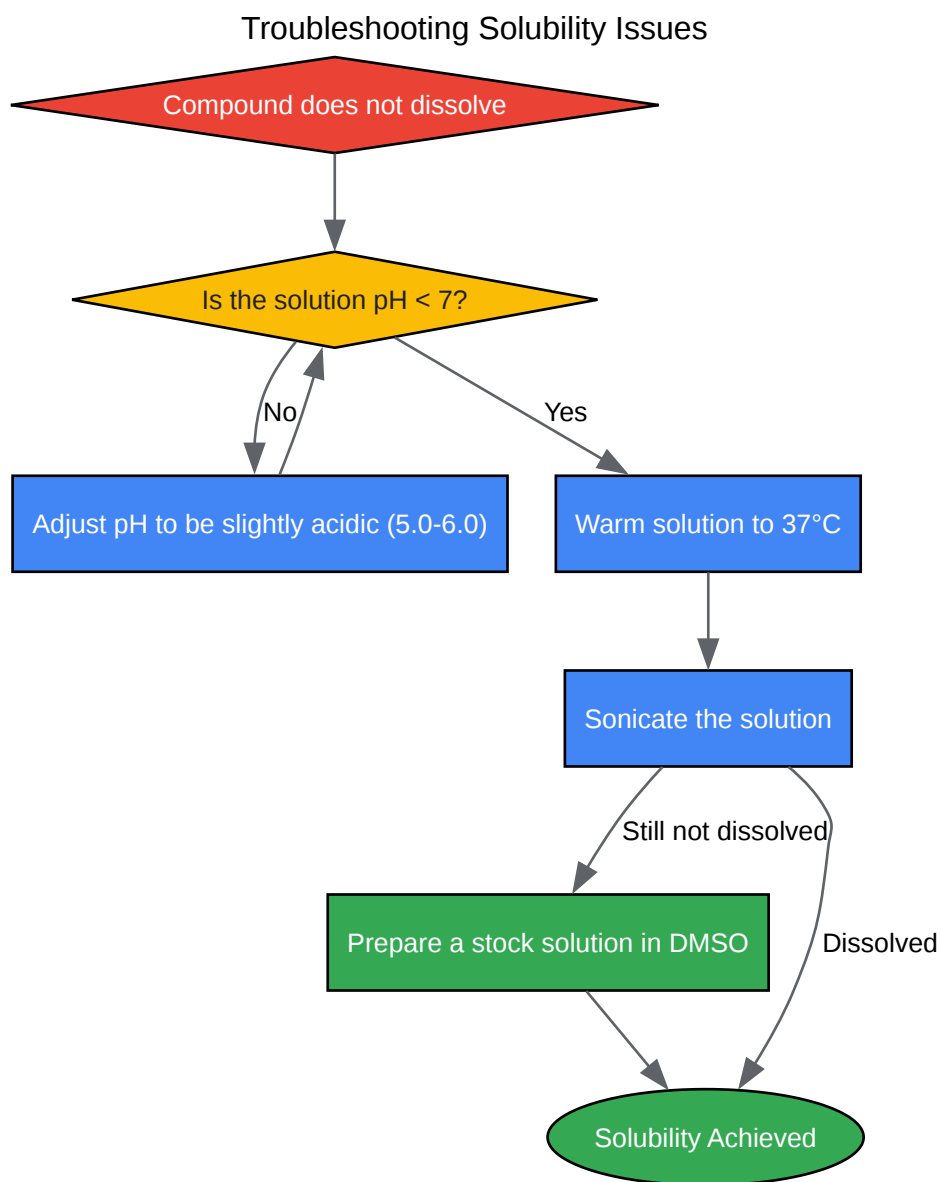 Troubleshooting Solubility Issues
Compound does not dissolve
Is the solution pH < 7?
No
Yes
Adjust pH to be slightly acidic (5.0-6.0)
Warm solution to 37°C
Sonicate the solution
Still not dissolved
Prepare a stock solution in DMSO
Dissolved
Solubility Achieved